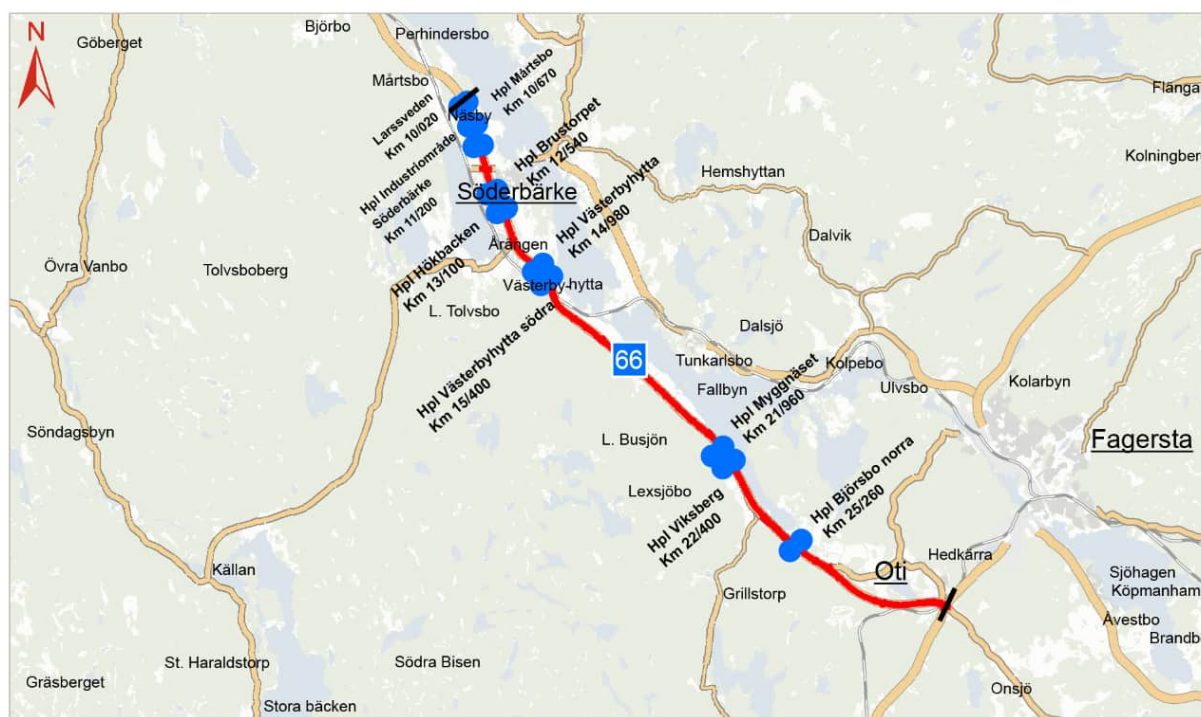 N
Göberget
Björbo
Perhindersbo
Mårtsbo
Flänga
Larssveden
Km 10/020
Näsby
Hpl Mårtsbo
Km 10/670
Hpl Industriområde
Söderbärke
Km 11/200
Hpl Brustorpet
Km 12/540
Kolningberg
Hemshyttan
Söderbärke
Hpl Hökbacken
Km 13/100
Hpl Västerbyhytta
Km 14/980
Dalvik
Ärängen
Övra Vanbo
Tolvsboberg
Västerby-hytta
L. Tolvsbo
Hpl Västerbyhytta södra
Km 15/400
66
Dalsjö
Tunkarlsbo
Kolpebo
Fallbyn
Ulvsbo
Kolarbyn
Söndagsbyn
L. Busjön
Hpl Myggnäset
Km 21/960
Fagersta
Lexsjöbo
Hpl Viksberg
Km 22/400
Hpl Björsbo norra
Km 25/260
Hedkärra
Källan
Oti
Grillstorp
Sjöhagen
Köpmanham
Ävestbo
Brandb
St. Haraldstorp
Södra Bisen
Gräsberget
Onsjö
Stora bäcken